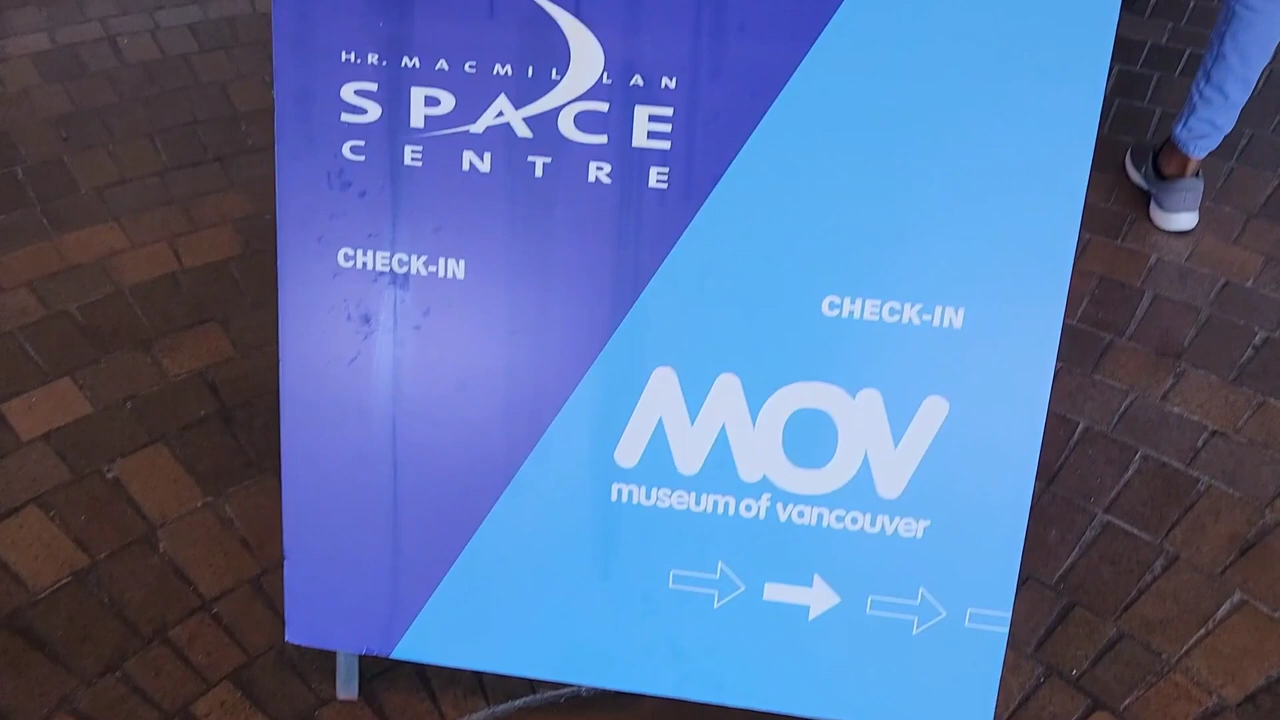 H.R. MACMILLAN
SPACE
CENTRE
CHECK-IN
CHECK-IN
MOV
museum of vancouver